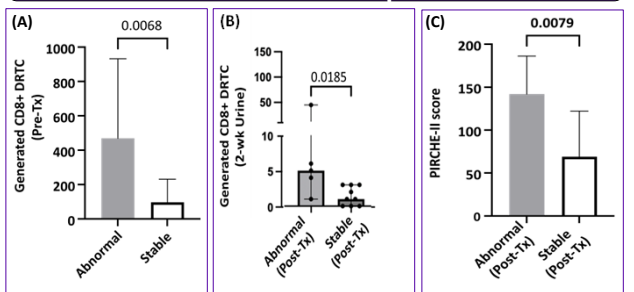 (A)
0.0068
Generated CD8+ DRTC
(Pre-Tx)
1000
800
600
400
200
0
Abnormal
Stable
(B)
0.0185
Generated CD8+ DRTC
(2-wk Urine)
150
100
50
10
5
0
Abnormal
(Post-Tx)
Stable
(Post-Tx)
(C)
0.0079
PIRCHE-II score
200
150
100
50
0
Abnormal
(Post-Tx)
Stable
(Post-Tx)